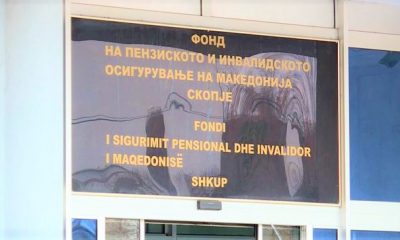 ФОНД
НА ПЕНЗИСКОТО И ИНВАЛИДСКОТО
ОСИГУРУВАЊЕ НА МАКЕДОНИЈА
СКОПЈЕ
FONDI
I SIGURIMIT PENSIONAL DHE INVALIDOR
I MAQEDONISË
SHKUP